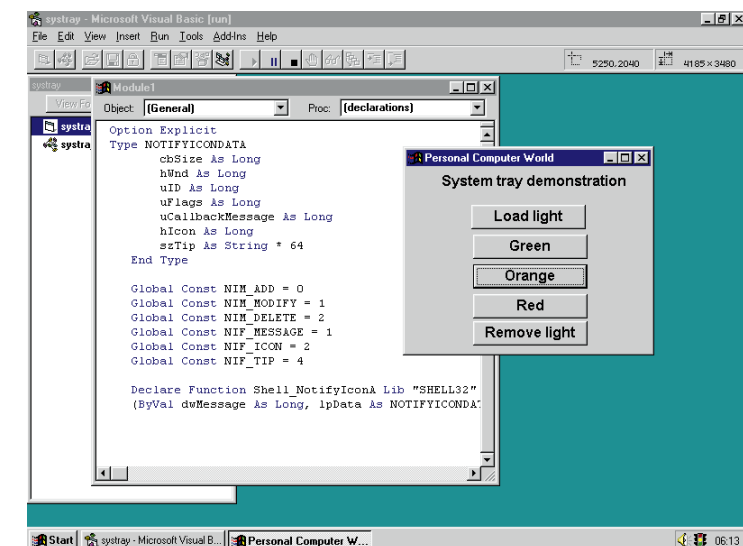 systray - Microsoft Visual Basic [run]
File Edit View Insert Run Tools Add-Ins Help
5250,2040 4185×3480
systray
View Fo
systra
systra
Module1
Object: (General) Proc: (declarations)
Option Explicit
Type NOTIFYICONDATA
cbSize As Long
hWnd As Long
uID As Long
uFlags As Long
uCallbackMessage As Long
hIcon As Long
szTip As String * 64
End Type
Global Const NIM_ADD = 0
Global Const NIM_MODIFY = 1
Global Const NIM_DELETE = 2
Global Const NIF_MESSAGE = 1
Global Const NIF_ICON = 2
Global Const NIF_TIP = 4
Declare Function Shell_NotifyIconA Lib "SHELL32"
(ByVal dwMessage As Long, lpData As NOTIFYICONDA
Personal Computer World
System tray demonstration
Load light
Green
Orange
Red
Remove light
Start systray - Microsoft Visual B... Personal Computer W... 06:13